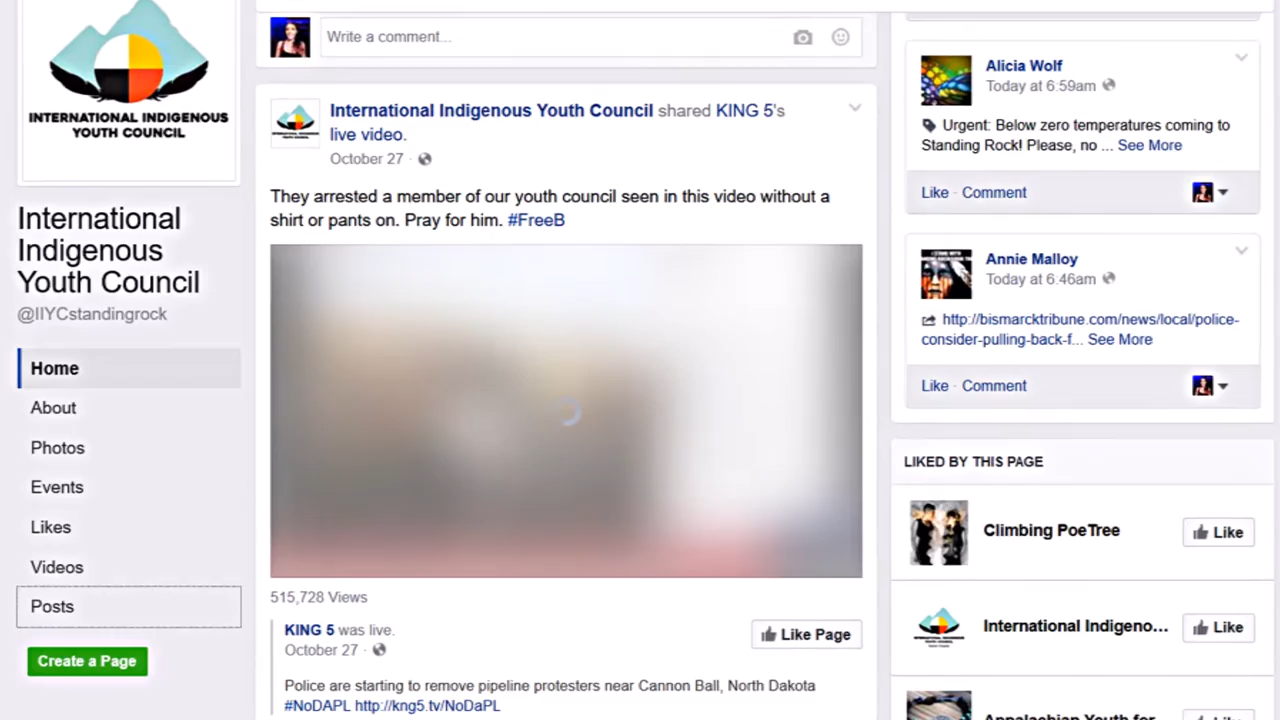 INTERNATIONAL INDIGENOUS
YOUTH COUNCIL
International
Indigenous
Youth Council
@IIYCstandingrock
Home
About
Photos
Events
Likes
Videos
Posts
Create a Page
Write a comment...
International Indigenous Youth Council shared KING 5's
live video.
October 27
They arrested a member of our youth council seen in this video without a
shirt or pants on. Pray for him. #FreeB
515,728 Views
KING 5 was live.
October 27
Like Page
Police are starting to remove pipeline protesters near Cannon Ball, North Dakota
#NoDAPL http://kng5.tv/NoDaPL
Alicia Wolf
Today at 6:59am
Urgent: Below zero temperatures coming to
Standing Rock! Please, no ... See More
Like · Comment
Annie Malloy
Today at 6:46am
http://bismarcktribune.com/news/local/police-
consider-pulling-back-f... See More
Like · Comment
LIKED BY THIS PAGE
Climbing PoeTree
Like
International Indigeno...
Like
Appalachian Youth for
Like